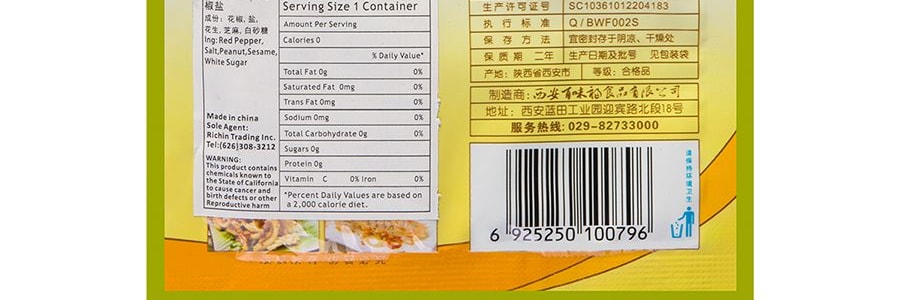 椒盐
成份: 花椒, 盐,
花生, 芝麻, 白砂糖
Ing: Red Pepper,
Salt,Peanut,Sesame,
White Sugar
Made in china
Sole Agent:
Richin Trading Inc.
Tel:(626)308-3212
WARNING:
This product contains
chemicals known to
the State of California
to cause cancer and
birth defects or other
Reproductive harm
Serving Size 1 Container
Amount Per Serving
Calories 0
% Daily Value*
Total Fat 0g 0%
Saturated Fat 0mg 0%
Trans Fat 0mg 0%
Sodium 0mg 0%
Total Carbohydrate 0g 0%
Sugars 0g
Protein 0g
Vitamin C 0% Iron 0%
*Percent Daily Values are based on
a 2,000 calorie diet.
生产许可证号 SC10361012204183
执行标准 Q/BWF002S
保存方法 宜密封存于阴凉、干燥处
保质期 二年 生产日期及批号 见包装袋
产地: 陕西省西安市 等级: 合格品
制造商: 西安百味福食品有限公司
地址: 西安蓝田工业园迎宾路北段18号
服务热线: 029-82733000
6 925250 100796
请保持环境卫生